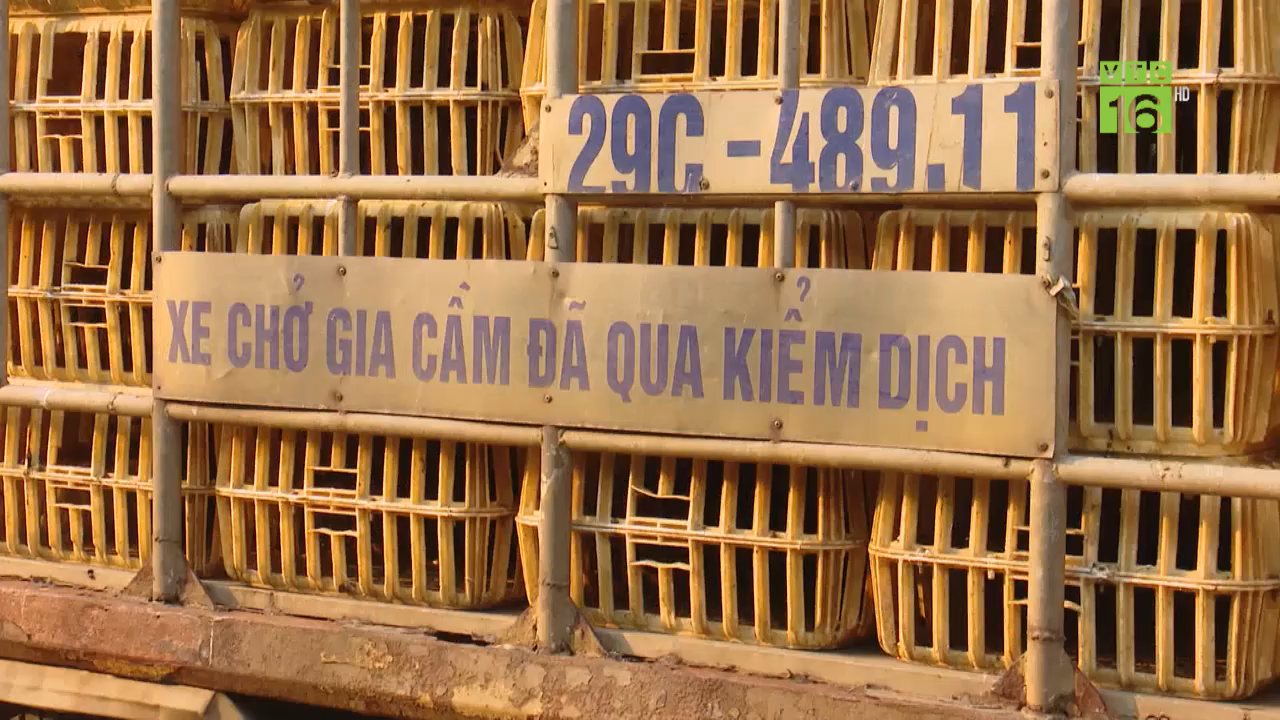 VTC
16 HD
29C-489.11
XE CHỞ GIA CẦM ĐÃ QUA KIỂM DỊCH